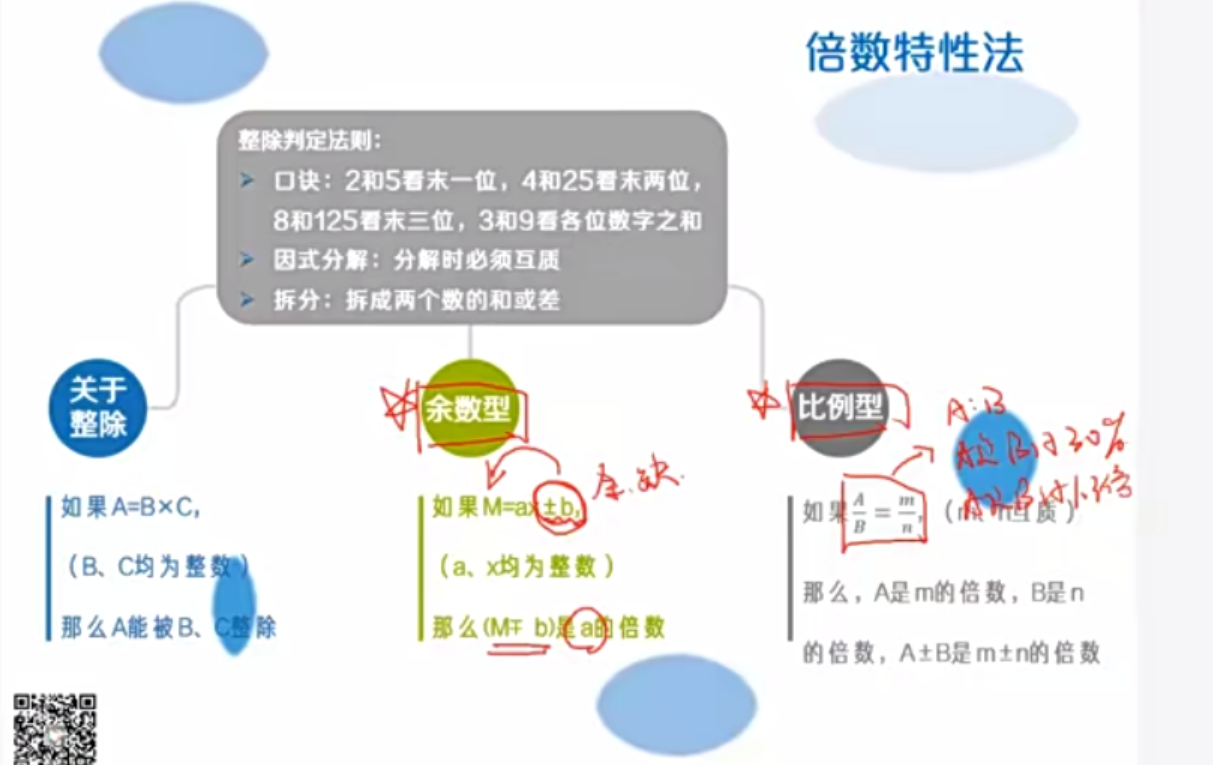 倍数特性法
整除判定法则：
➤ 口诀：2和5看末一位，4和25看末两位，
8和125看末三位，3和9看各位数字之和
➤ 因式分解：分解时必须互质
➤ 拆分：拆成两个数的和或差
关于
整除
如果A=B×C，
（B、C均为整数）
那么A能被B、C整除
余数型
余.缺.
如果M=ax±b，
（a、x均为整数）
那么(M∓ b)是a的倍数
比例型
A:B
A是B的30%
A是B的1.3倍
如果A/B=m/n，（m、n互质）
那么，A是m的倍数，B是n
的倍数，A±B是m±n的倍数